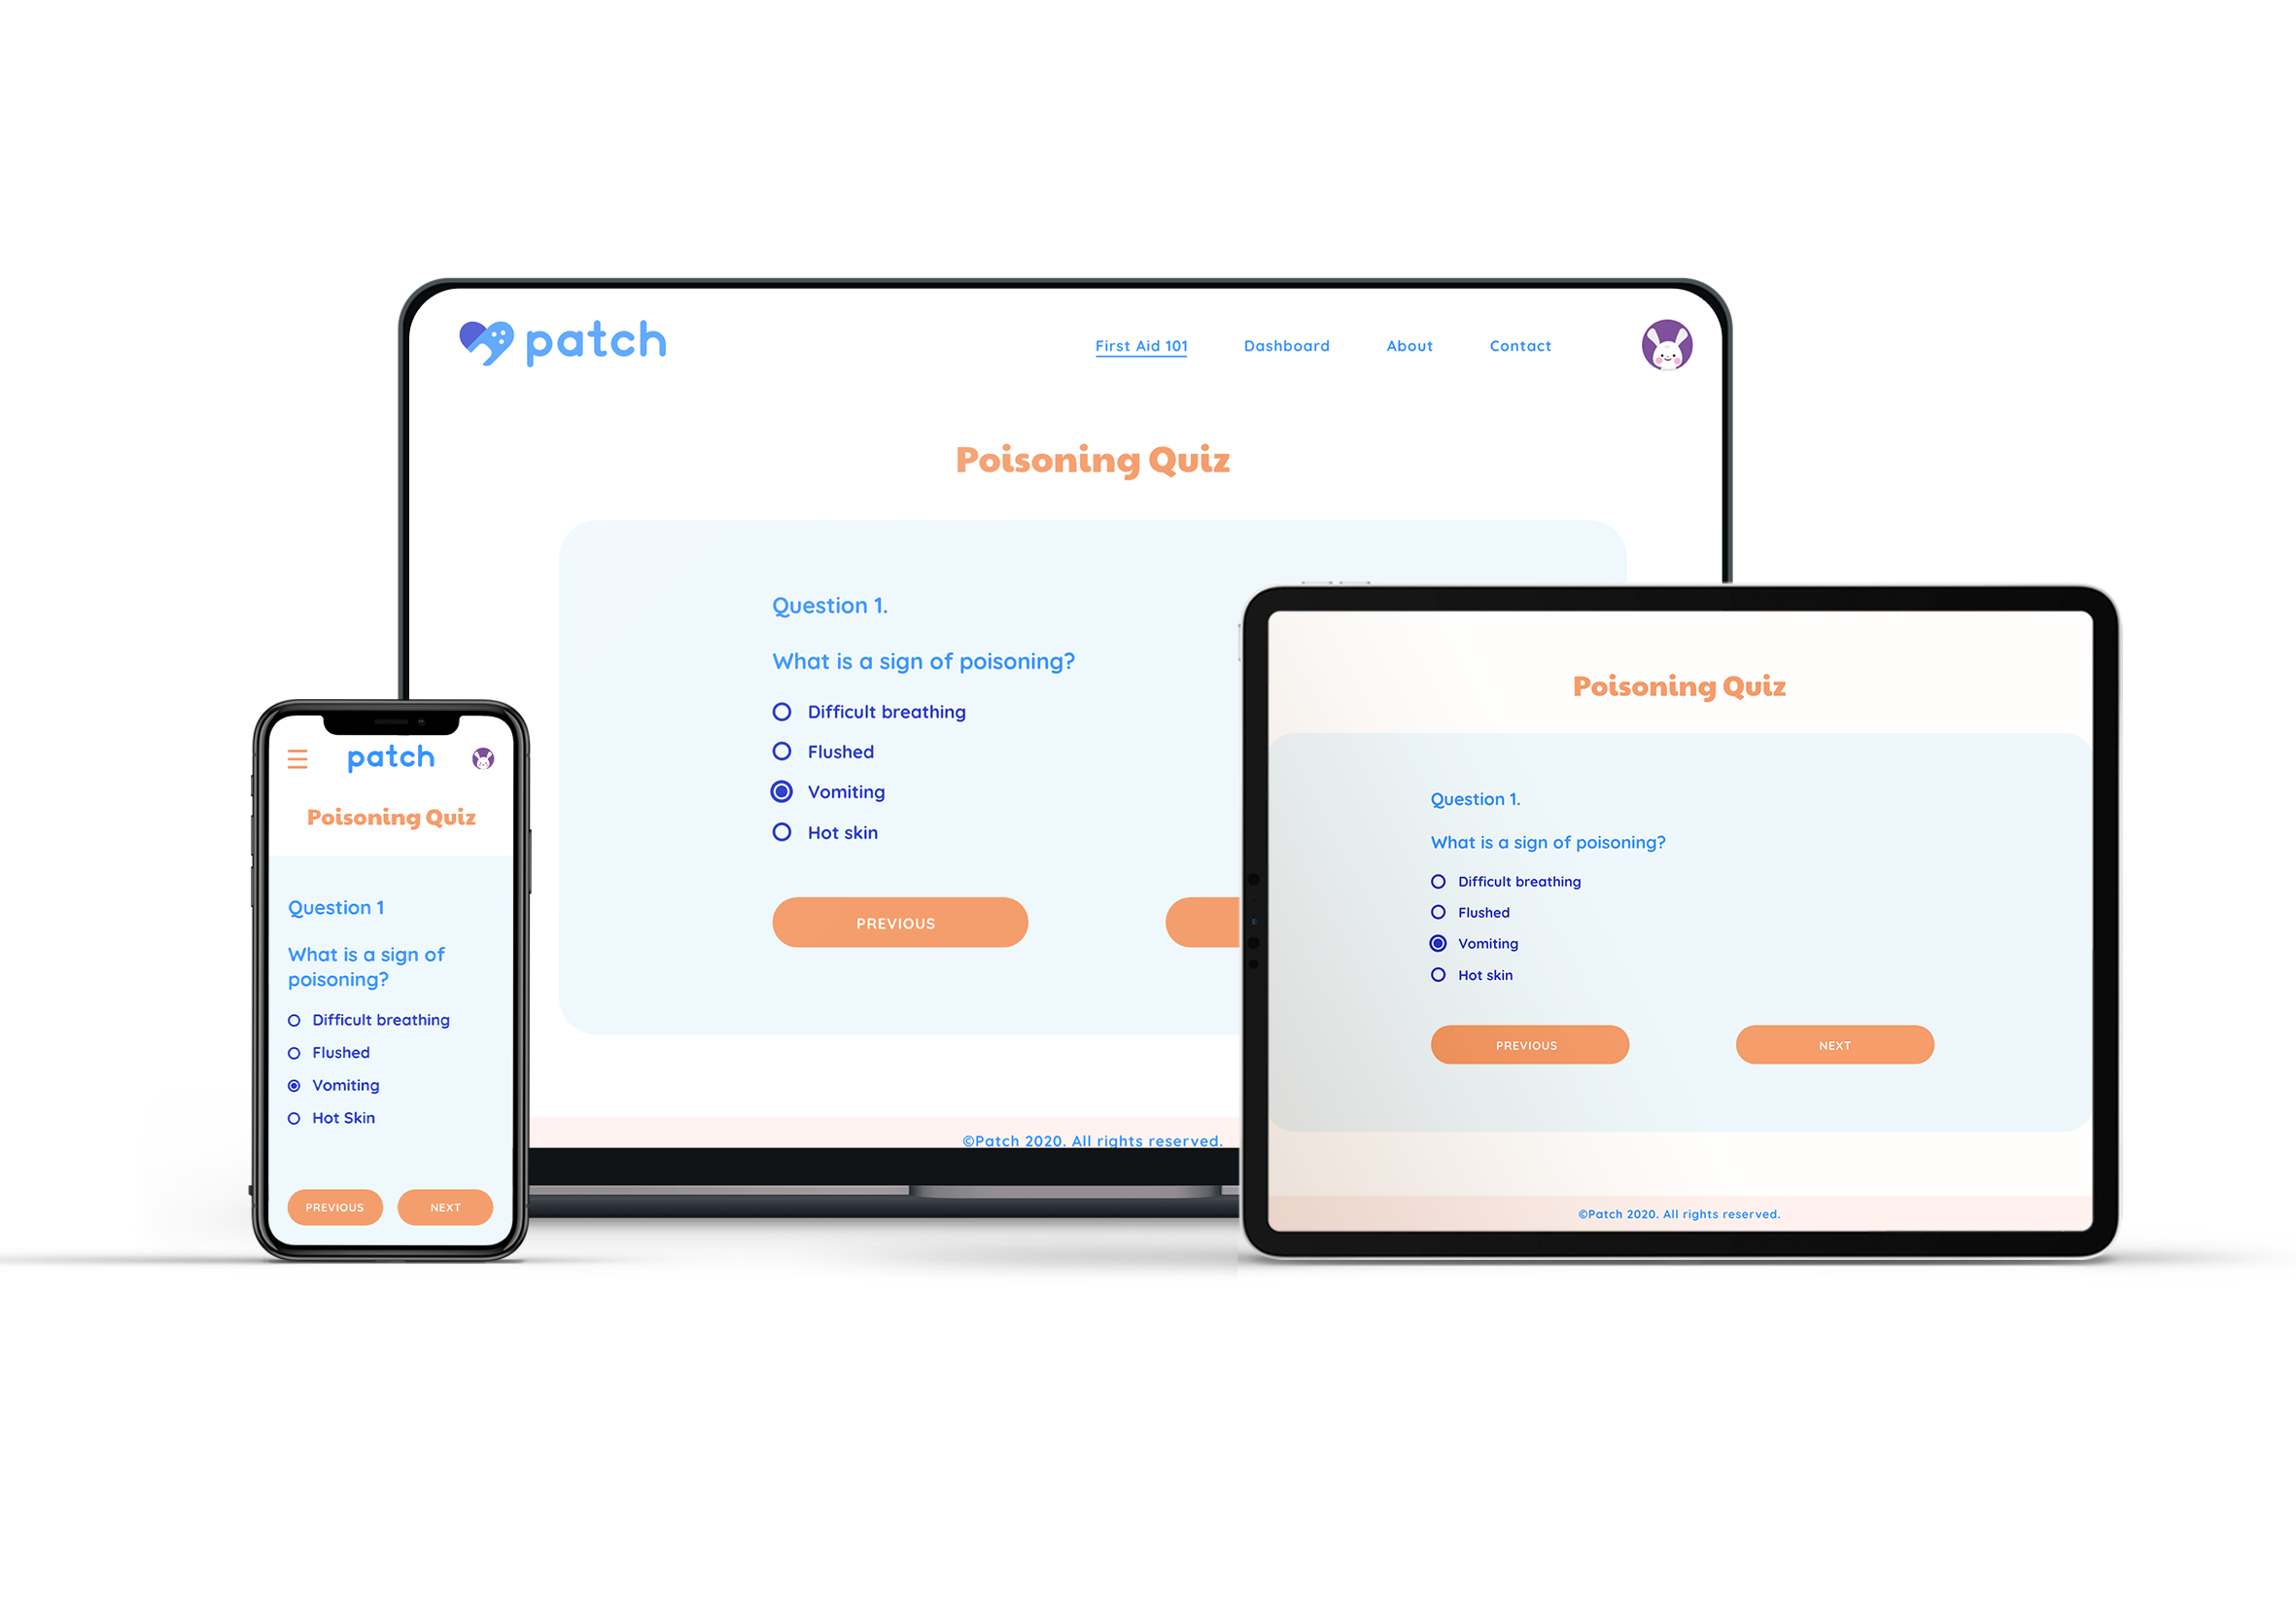 patch
First Aid 101 Dashboard About Contact
Poisoning Quiz
Question 1.
What is a sign of poisoning?
Difficult breathing
Flushed
Vomiting
Hot skin
PREVIOUS
©Patch 2020. All rights reserved.
patch
Poisoning Quiz
Question 1
What is a sign of
poisoning?
Difficult breathing
Flushed
Vomiting
Hot Skin
PREVIOUS NEXT
Poisoning Quiz
Question 1.
What is a sign of poisoning?
Difficult breathing
Flushed
Vomiting
Hot skin
PREVIOUS NEXT
©Patch 2020. All rights reserved.